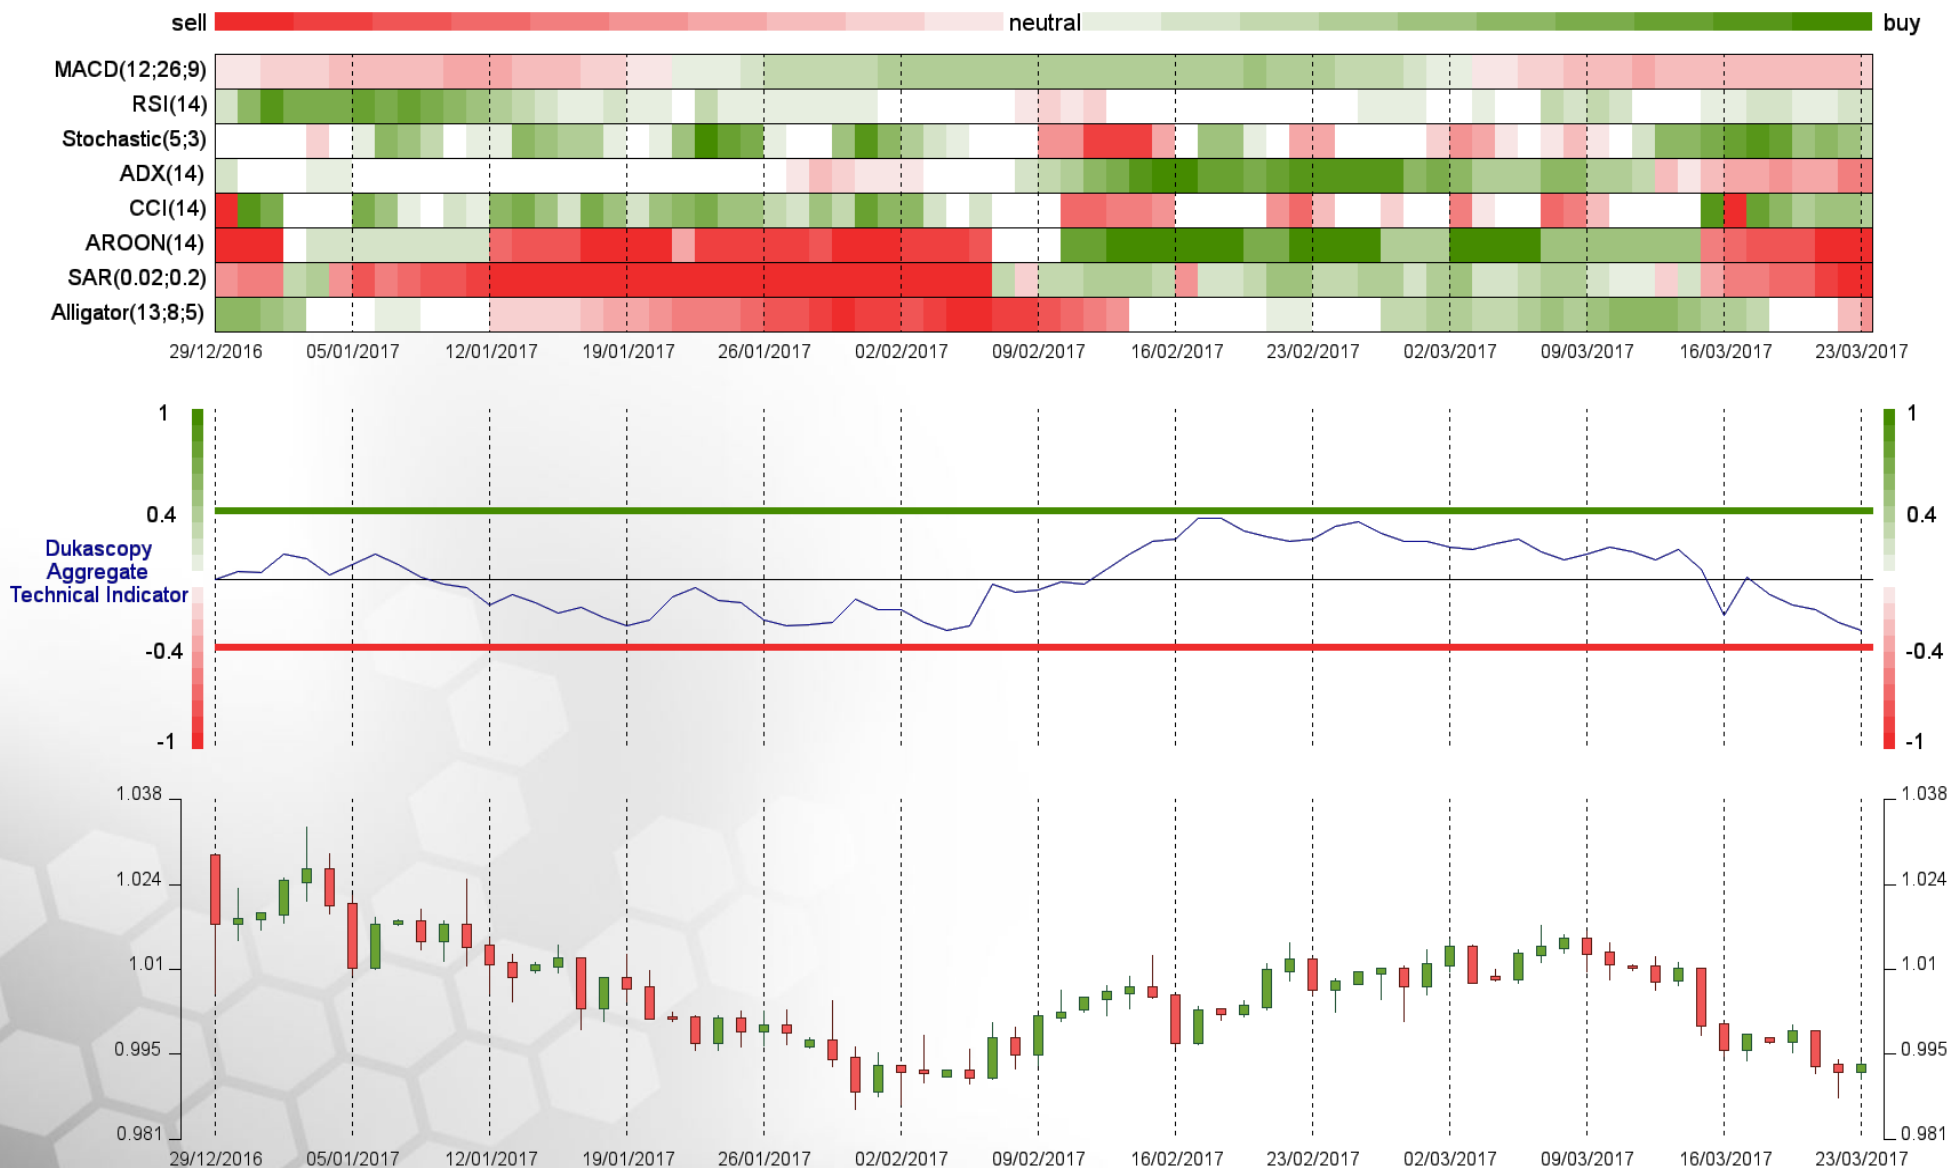 sell neutral buy
MACD(12;26;9)
RSI(14)
Stochastic(5;3)
ADX(14)
CCI(14)
AROON(14)
SAR(0.02;0.2)
Alligator(13;8;5)
29/12/2016 05/01/2017 12/01/2017 19/01/2017 26/01/2017 02/02/2017 09/02/2017 16/02/2017 23/02/2017 02/03/2017 09/03/2017 16/03/2017 23/03/2017
1 1
0.4 0.4
Dukascopy
Aggregate
Technical Indicator
-0.4 -0.4
-1 -1
1.038 1.038
1.024 1.024
1.01 1.01
0.995 0.995
0.981 0.981
29/12/2016 05/01/2017 12/01/2017 19/01/2017 26/01/2017 02/02/2017 09/02/2017 16/02/2017 23/02/2017 02/03/2017 09/03/2017 16/03/2017 23/03/2017